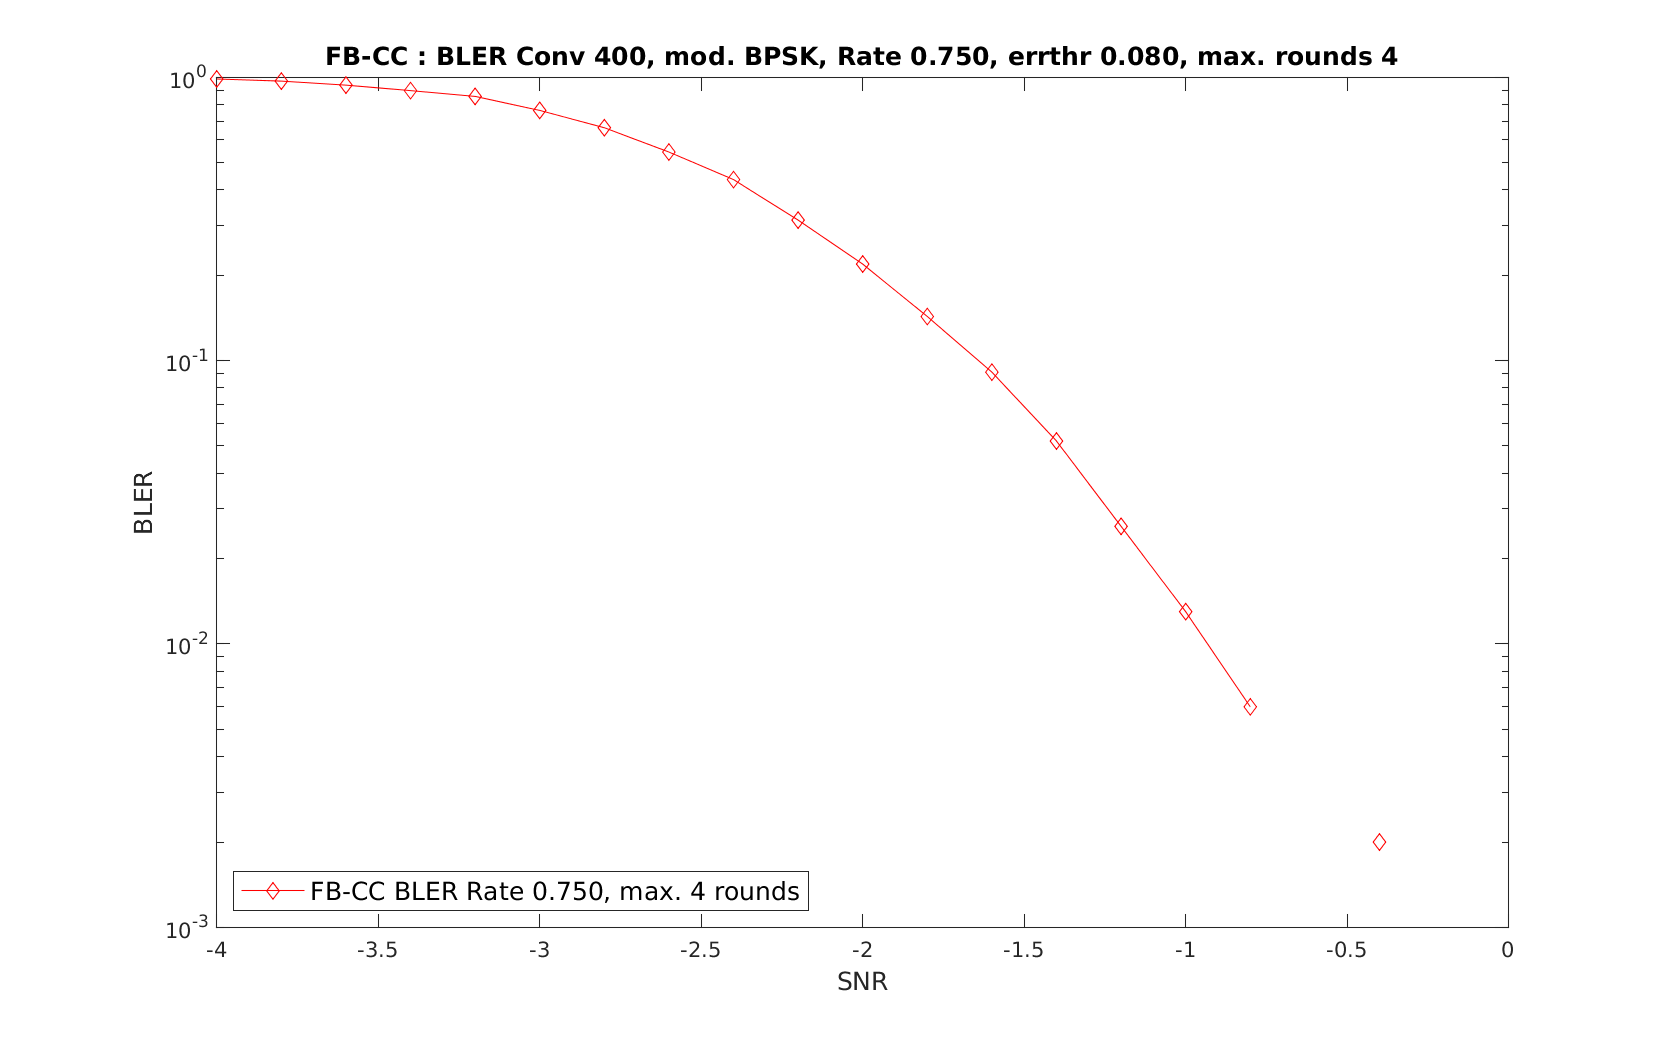 FB-CC : BLER Conv 400, mod. BPSK, Rate 0.750, errthr 0.080, max. rounds 4
10^0
10^-1
10^-2
10^-3
BLER
FB-CC BLER Rate 0.750, max. 4 rounds
-4 -3.5 -3 -2.5 -2 -1.5 -1 -0.5 0
SNR